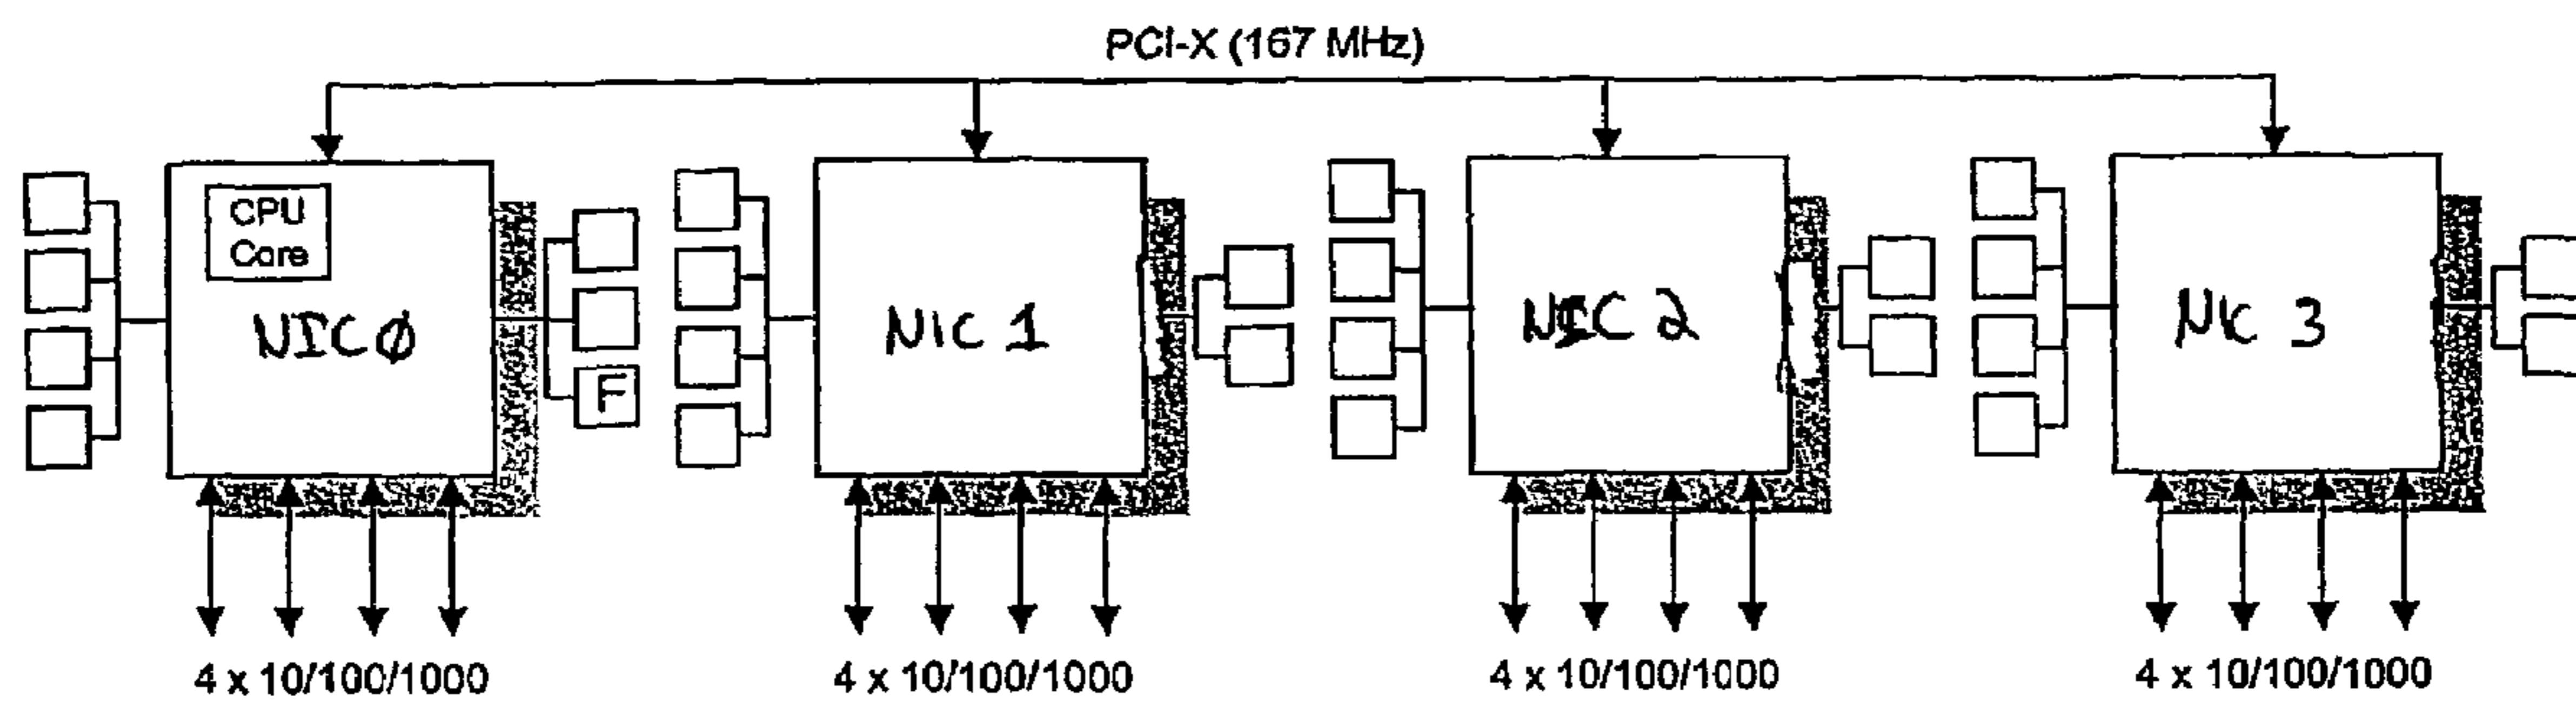 PCI-X (167 MHz)
CPU
Core
NIC0
F
NIC 1
NIC 2
NIC 3
4 x 10/100/1000
4 x 10/100/1000
4 x 10/100/1000
4 x 10/100/1000